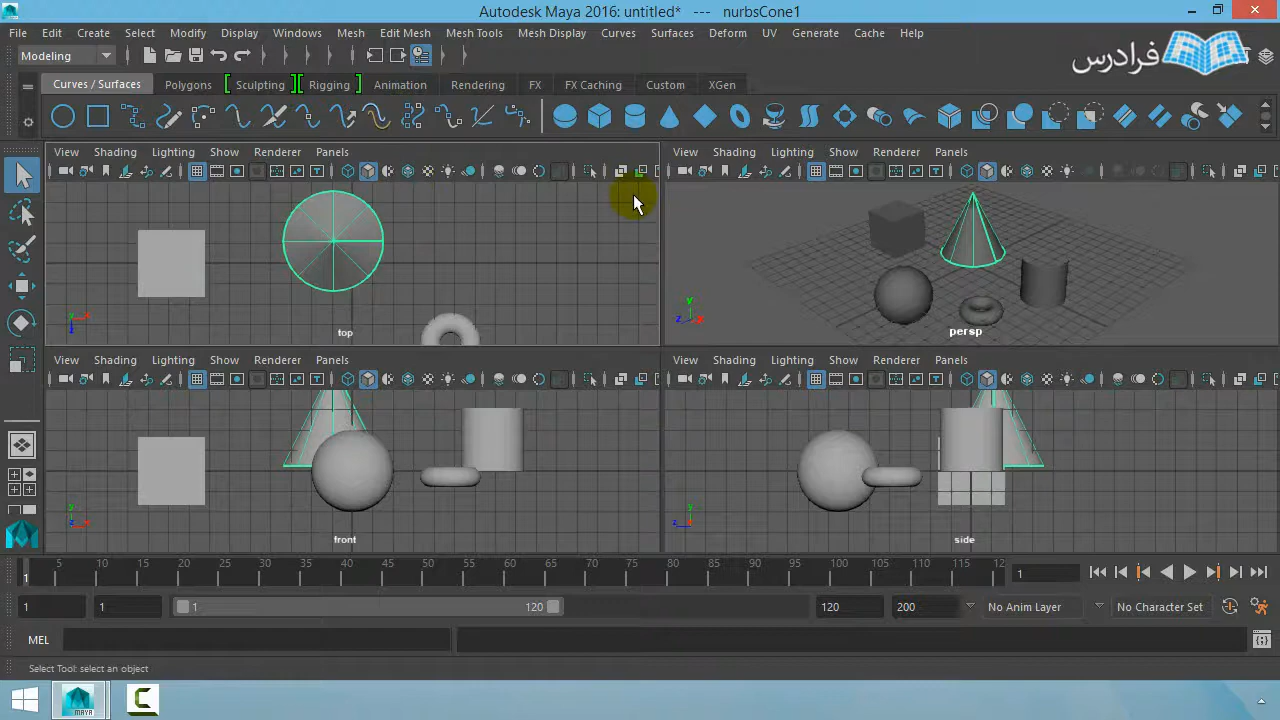 Autodesk Maya 2016: untitled* --- nurbsCone1
File Edit Create Select Modify Display Windows Mesh Edit Mesh Mesh Tools Mesh Display Curves Surfaces Deform UV Generate Cache Help
Modeling
فرادرس
Curves / Surfaces Polygons Sculpting Rigging Animation Rendering FX FX Caching Custom XGen
View Shading Lighting Show Renderer Panels
View Shading Lighting Show Renderer Panels
top
persp
View Shading Lighting Show Renderer Panels
View Shading Lighting Show Renderer Panels
front
side
5 10 15 20 25 30 35 40 45 50 55 60 65 70 75 80 85 90 95 100 105 110 115 12
1
1
1 1 1 120 120 200 No Anim Layer No Character Set
MEL
Select Tool: select an object
MAYA